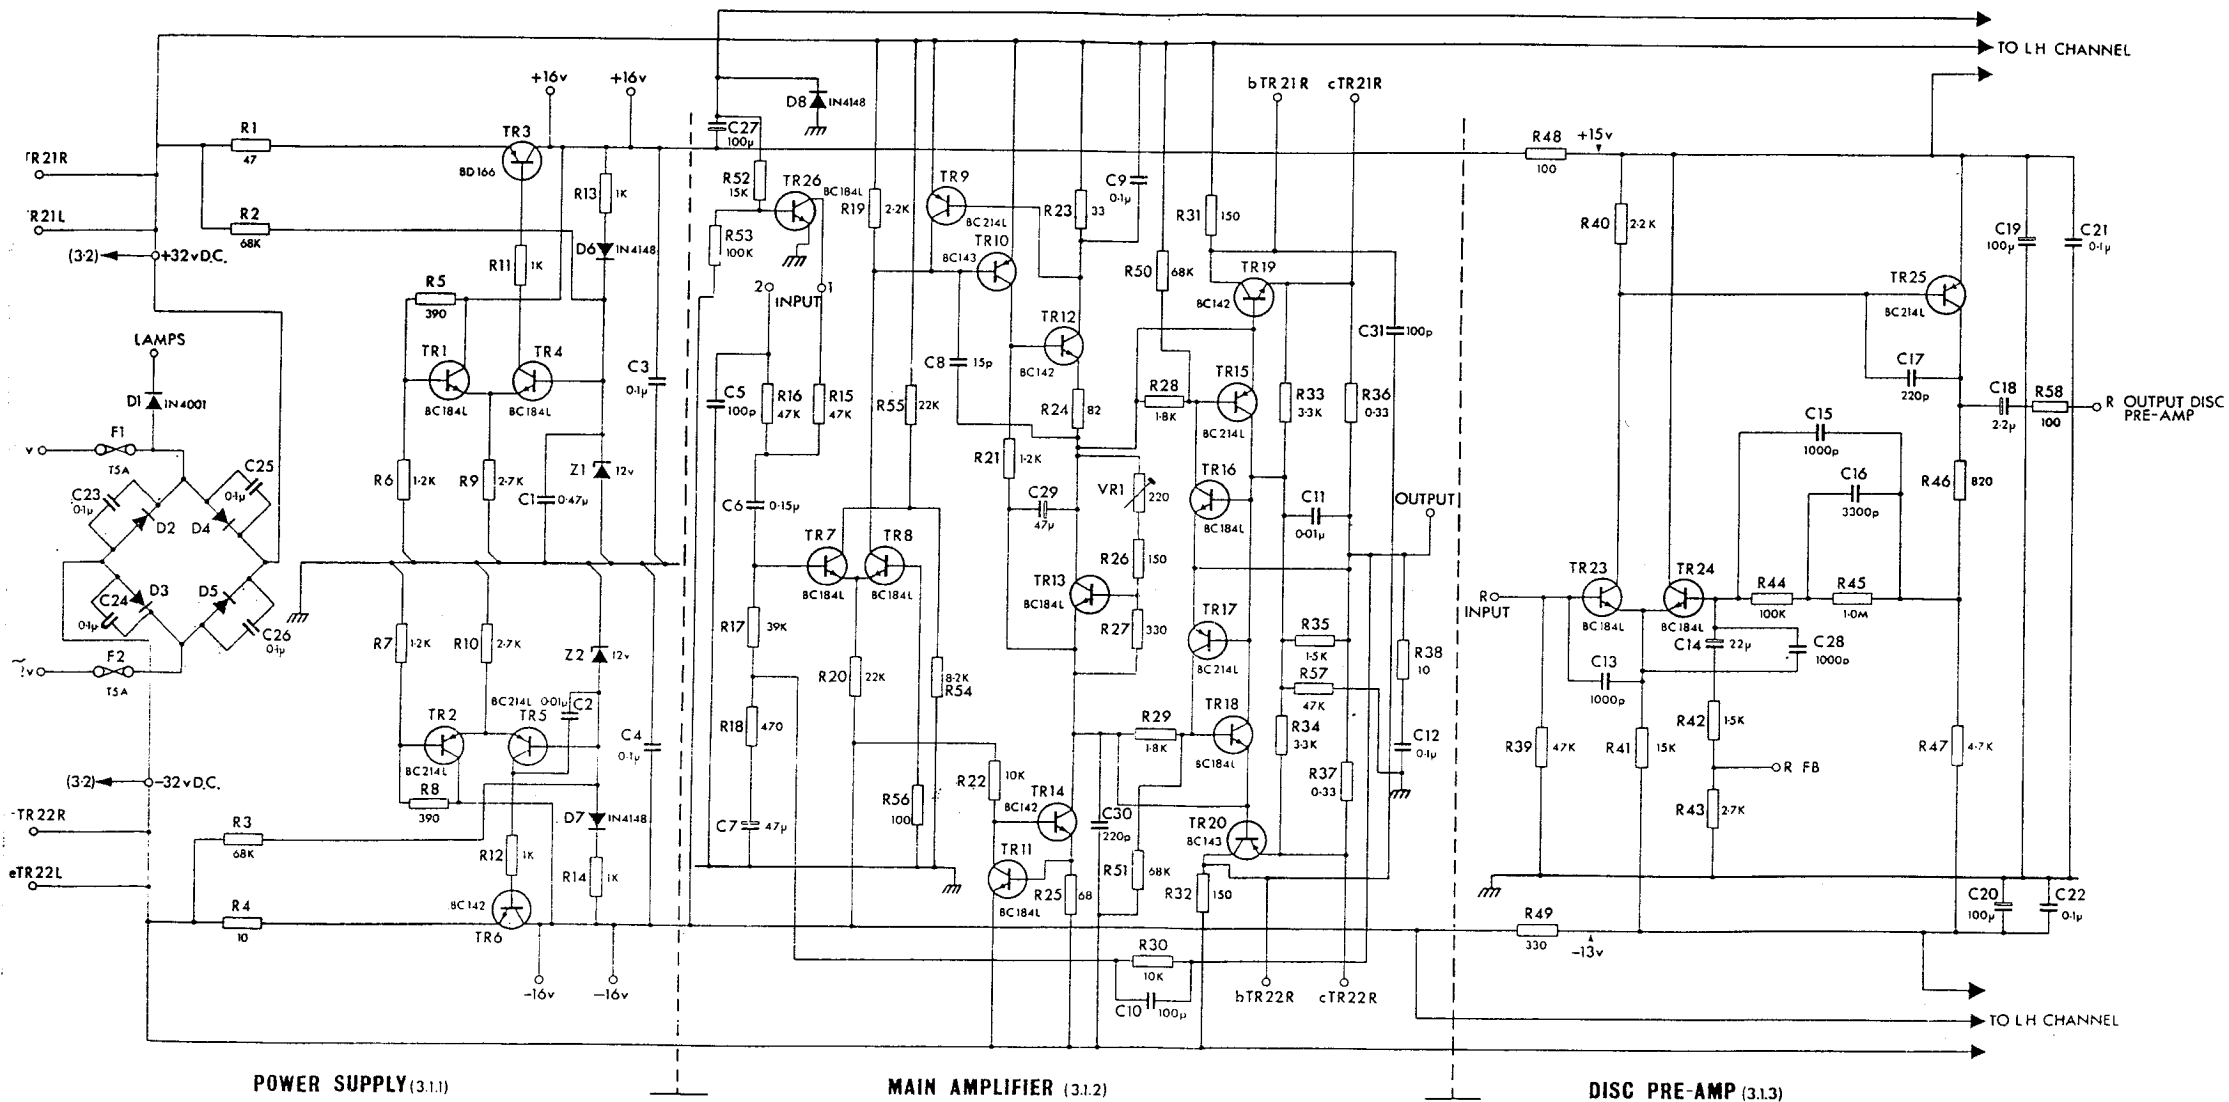 TO L H CHANNEL
+16v
+16v
bTR21R
cTR21R
D8
IN4148
C27
100µ
R1
47
TR3
BD166
R48
100
+15v
TR21R
TR21L
R2
68K
(3·2)
+32vD.C.
R13
1K
D6
IN4148
R11
1K
R5
390
R52
15K
TR26
BC184L
R53
100K
2
INPUT
1
R19
2·2K
TR9
BC214L
TR10
BC143
R23
33
C9
0·1µ
R31
150
R50
68K
TR19
BC142
C31
100p
R40
2·2K
C19
100µ
C21
0·1µ
TR25
BC214L
LAMPS
D1
IN4001
TR1
BC184L
TR4
BC184L
C3
0·1µ
C5
100p
R16
47K
R15
47K
R55
22K
C8
15p
TR12
BC142
R24
82
R28
1·8K
TR15
BC214L
R33
3·3K
R36
0·33
C17
220p
C18
2·2µ
R58
100
R OUTPUT DISC
PRE-AMP
v
F1
T5A
C23
0·1µ
C25
0·1µ
D2
D4
R6
1·2K
R9
2·7K
C1
0·47µ
Z1
12v
C6
0·15µ
R21
1·2K
C29
47µ
VR1
220
TR16
BC184L
C11
0·01µ
OUTPUT
C15
1000p
C16
3300p
R46
820
TR7
BC184L
TR8
BC184L
R26
150
TR13
BC184L
R27
330
TR17
BC214L
R35
1·5K
R57
47K
R38
10
R
INPUT
TR23
BC184L
TR24
BC184L
R44
100K
R45
1·0M
C24
0·1µ
D3
D5
C26
0·1µ
F2
T5A
~v
R7
1·2K
R10
2·7K
Z2
12v
R17
39K
R20
22K
8·2K
R54
C14
22µ
C28
1000p
C13
1000p
BC214L
0·01µ
C2
TR2
BC214L
TR5
C4
0·1µ
R18
470
R29
1·8K
TR18
BC184L
R34
3·3K
C12
0·1µ
R39
47K
R41
15K
R42
1·5K
R47
4·7K
R FB
(3·2)
−32vD.C.
R8
390
R22
10K
R56
100
TR14
BC142
C30
220p
R37
0·33
R43
2·7K
TR22R
D7
IN4148
C7
47µ
TR20
BC143
R3
68K
R12
1K
R14
1K
TR11
BC184L
R25
68
R51
68K
R32
150
eTR22L
C20
100µ
C22
0·1µ
R4
10
BC142
TR6
R49
330
−13v
R30
10K
C10
100µ
-16v
−16v
bTR22R
cTR22R
TO L H CHANNEL
POWER SUPPLY (3.1.1)
MAIN AMPLIFIER (3.1.2)
DISC PRE-AMP (3.1.3)